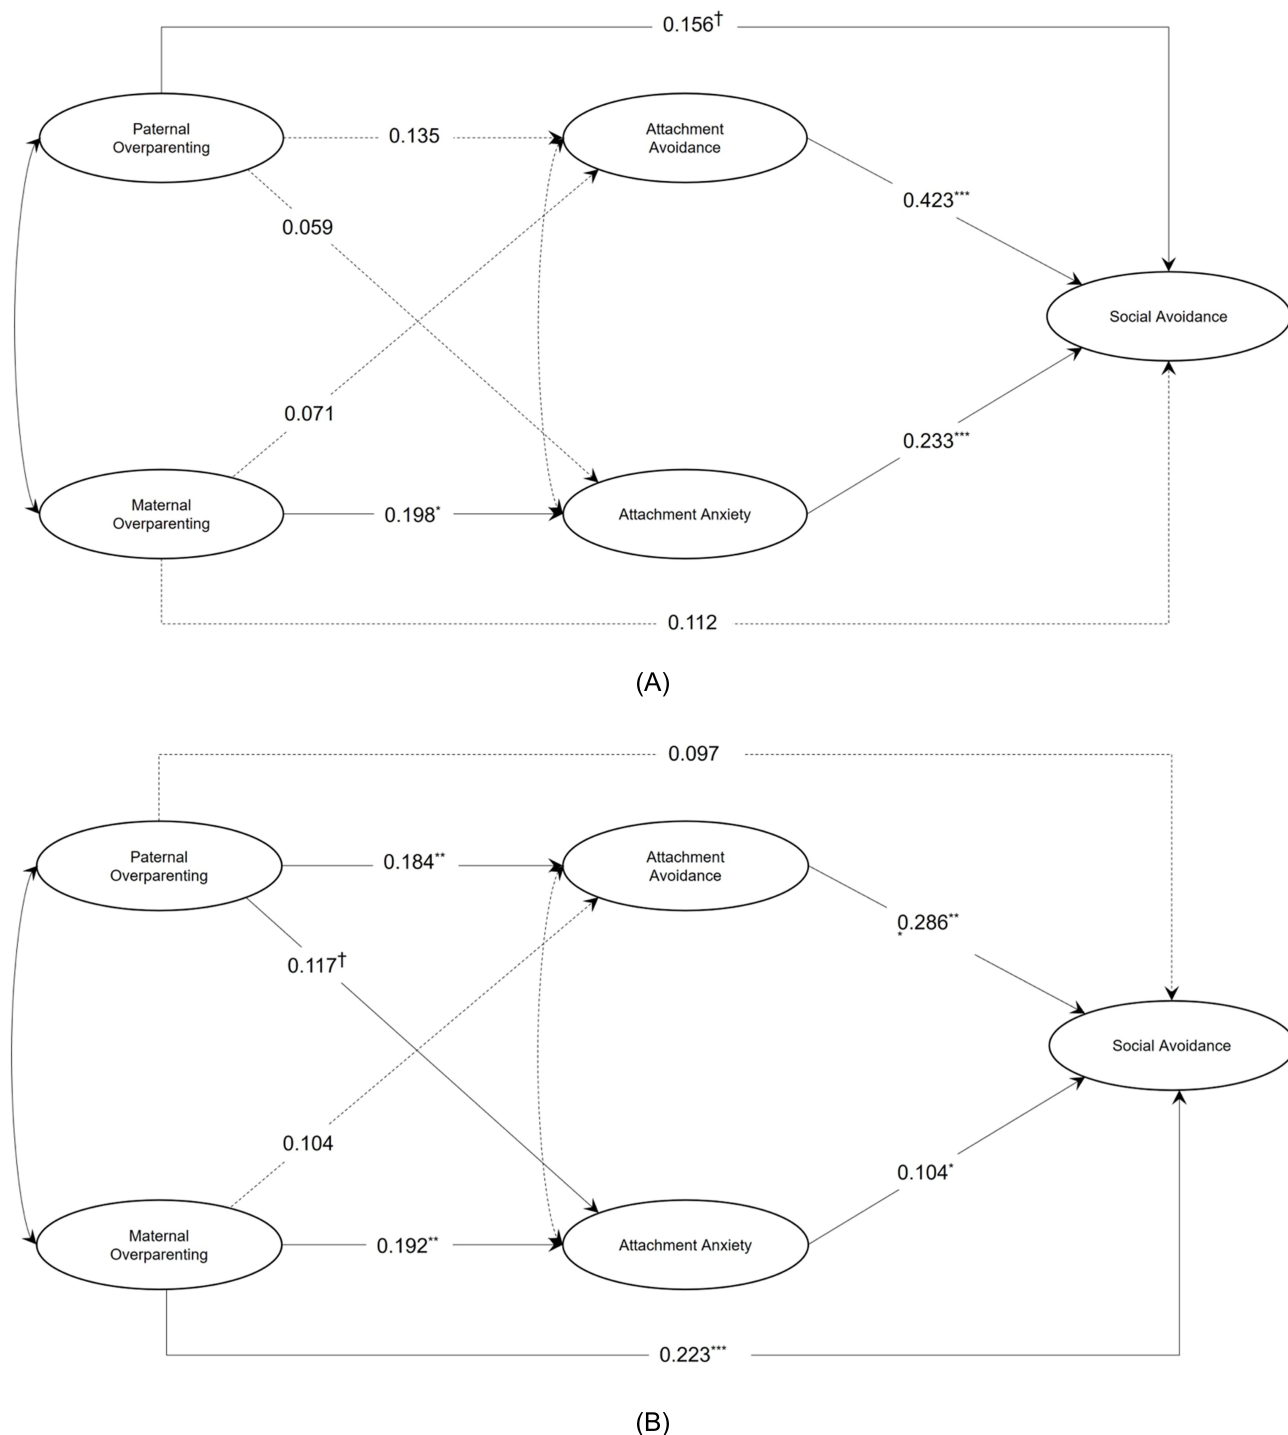 0.156†
Paternal
Overparenting
0.135
Attachment
Avoidance
0.423***
0.059
Social Avoidance
0.071
0.233***
Maternal
Overparenting
0.198*
Attachment Anxiety
0.112
(A)
0.097
Paternal
Overparenting
0.184**
Attachment
Avoidance
0.286**
*
0.117†
Social Avoidance
0.104
0.104*
Maternal
Overparenting
0.192**
Attachment Anxiety
0.223***
(B)